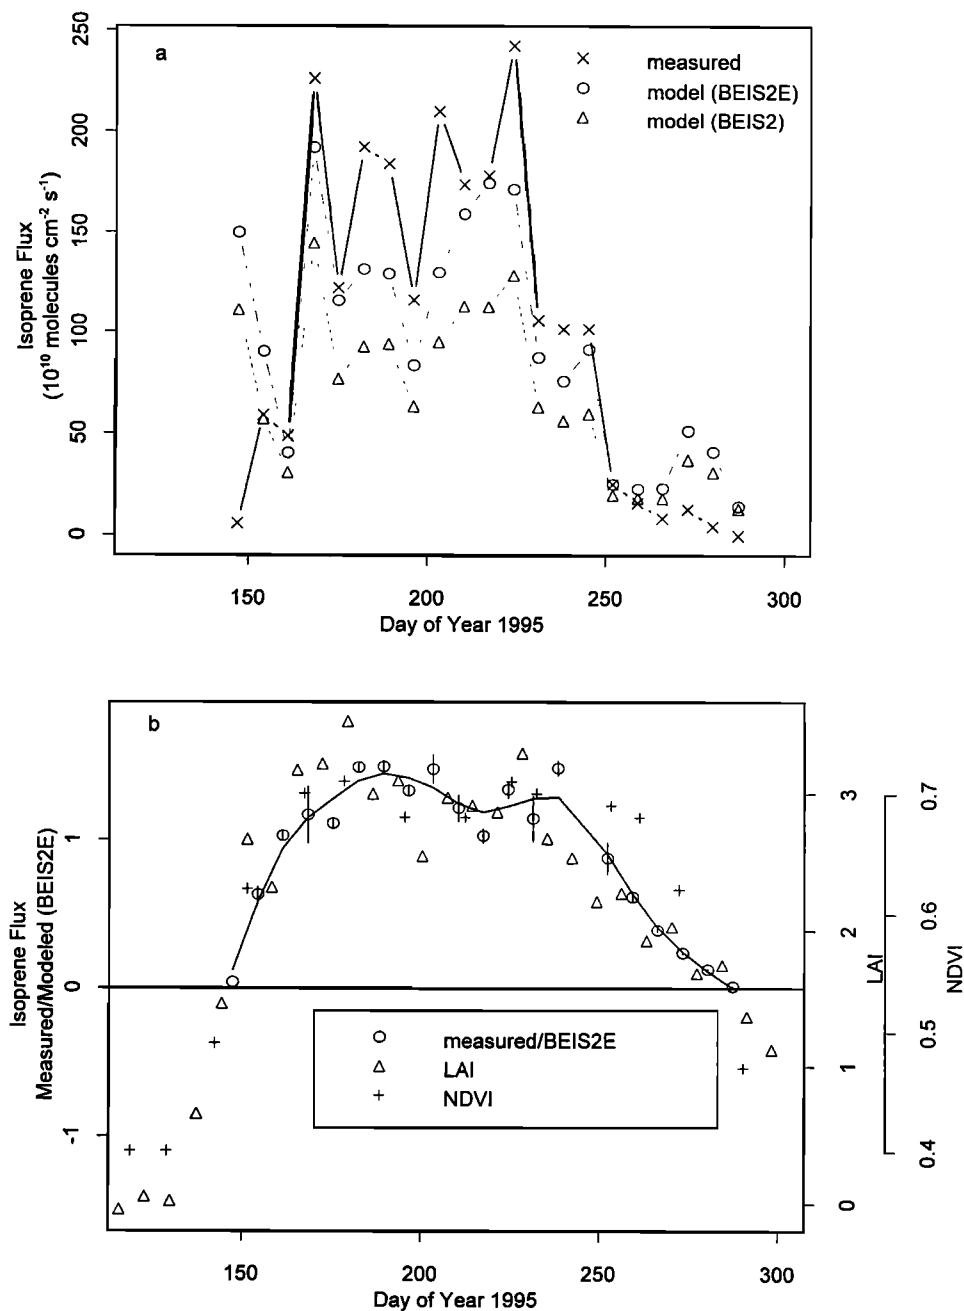 a
measured
model (BEIS2E)
model (BEIS2)
Isoprene Flux
(10¹⁰ molecules cm⁻² s⁻¹)
250
200
150
100
50
0
150
200
250
300
Day of Year 1995
b
Isoprene Flux
Measured/Modeled (BEIS2E)
1
0
-1
measured/BEIS2E
LAI
NDVI
3
2
1
0
LAI
0.7
0.6
0.5
0.4
NDVI
150
200
250
300
Day of Year 1995